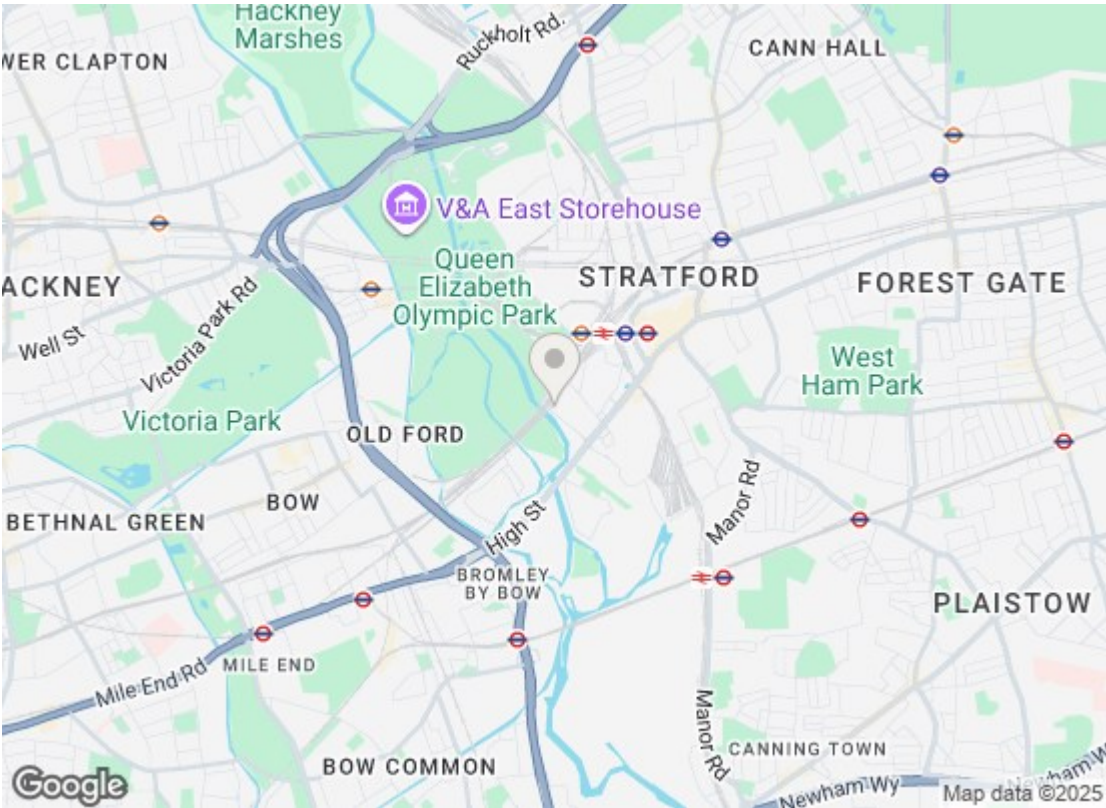 Hackney
Marshes
Ruckholt Rd.
CANN HALL
WER CLAPTON
V&A East Storehouse
Queen
Elizabeth
Olympic Park
STRATFORD
FOREST GATE
ACKNEY
Victoria Park Rd
Well St
West
Ham Park
Victoria Park
OLD FORD
BOW
BETHNAL GREEN
High St
Manor Rd
BROMLEY
BY BOW
PLAISTOW
MILE END
Mile End Rd
Manor Rd
CANNING TOWN
BOW COMMON
Newham Wy
Newham Wy
Google
Map data ©2025